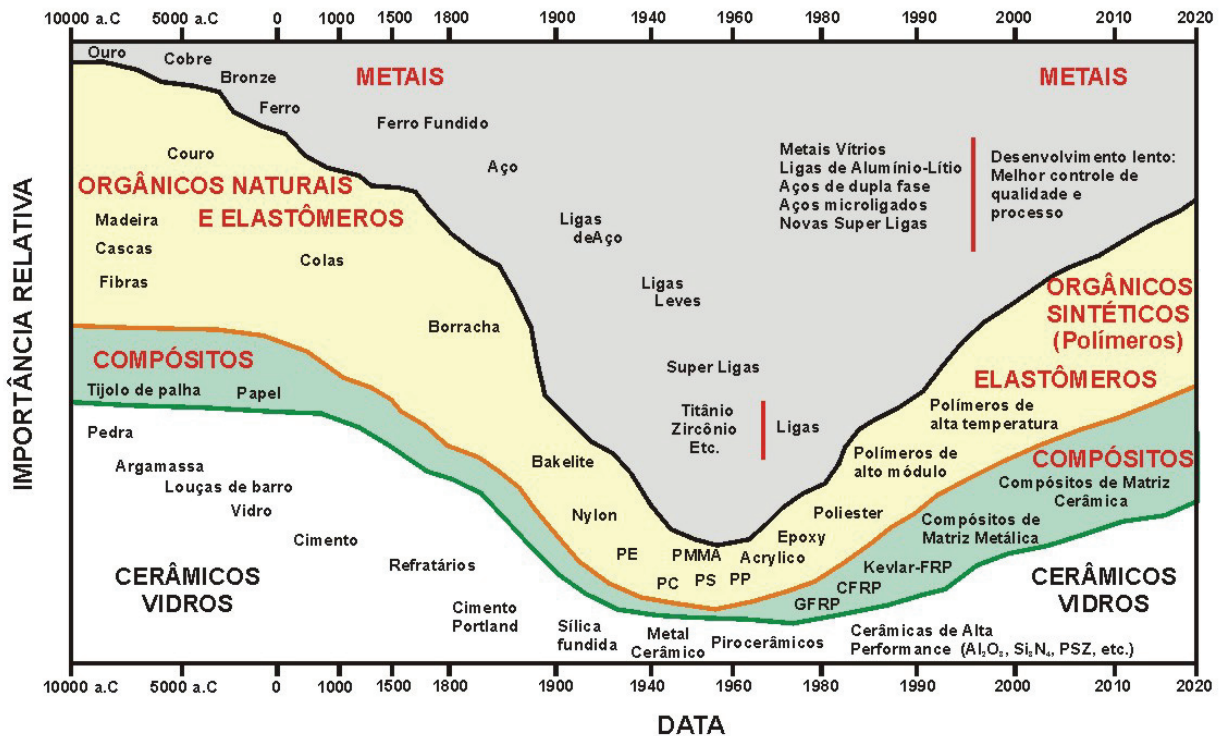 10000 a.C 5000 a.C 0 1000 1500 1800 1900 1940 1960 1980 1990 2000 2010 2020
IMPORTÂNCIA RELATIVA
Ouro
Cobre
Bronze
Ferro
METAIS
Ferro Fundido
Aço
Ligas
deAço
Ligas
Leves
Super Ligas
Titânio
Zircônio
Etc.
Ligas
METAIS
Metais Vítrios
Ligas de Alumínio-Lítio
Aços de dupla fase
Aços microligados
Novas Super Ligas
Desenvolvimento lento:
Melhor controle de
qualidade e
processo
Couro
ORGÂNICOS NATURAIS
E ELASTÔMEROS
Madeira
Cascas
Fibras
Colas
Borracha
Bakelite
Nylon
PE
PMMA
Acrylico
Epoxy
Poliester
PC
PS
PP
ORGÂNICOS
SINTÉTICOS
(Polímeros)
ELASTÔMEROS
Polímeros de
alta temperatura
Polímeros de
alto módulo
COMPÓSITOS
Tijolo de palha
Papel
GFRP
CFRP
Kevlar-FRP
COMPÓSITOS
Compósitos de Matriz
Cerâmica
Compósitos de
Matriz Metálica
Pedra
Argamassa
Louças de barro
Vidro
Cimento
Refratários
CERÂMICOS
VIDROS
Cimento
Portland
Sílica
fundida
Metal
Cerâmico
Pirocerâmicos
Cerâmicas de Alta
Performance (Al₂O₃, Si₃N₄, PSZ, etc.)
CERÂMICOS
VIDROS
10000 a.C 5000 a.C 0 1000 1500 1800 1900 1940 1960 1980 1990 2000 2010 2020
DATA